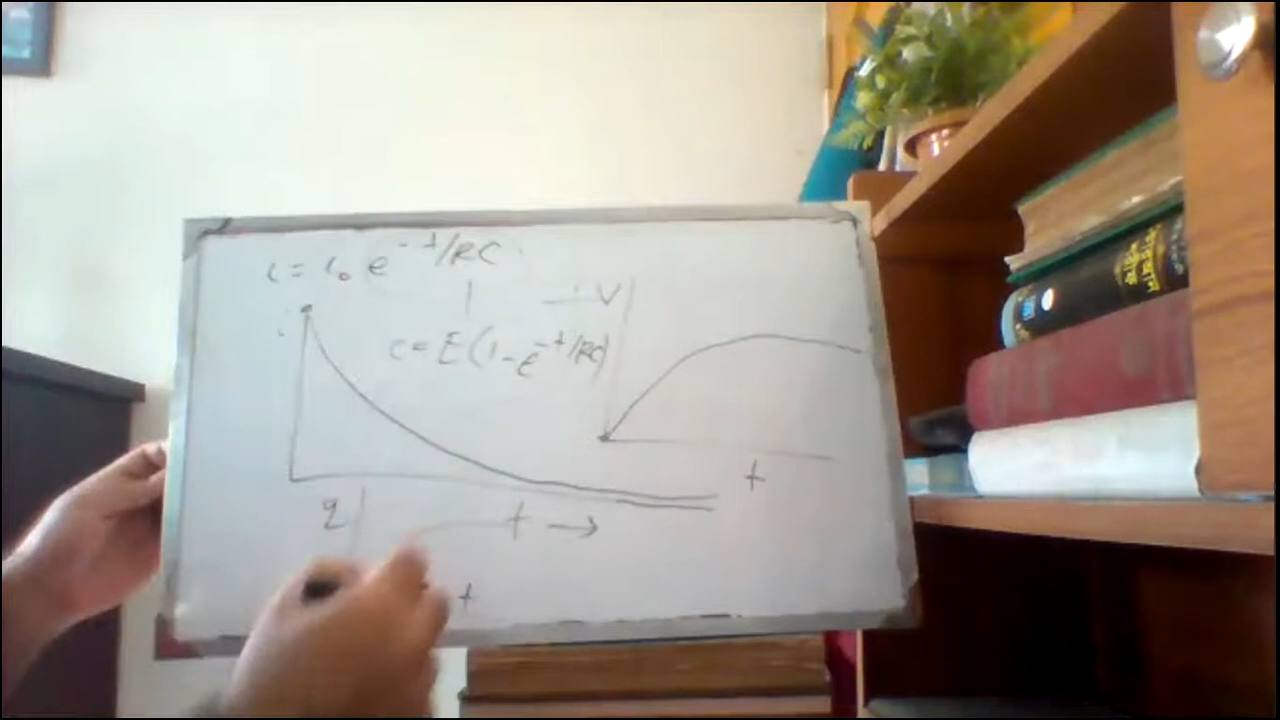 i = i₀ e^-t/RC
i
V
c = E(1 - e^-t/RC)
t
q
t →
t